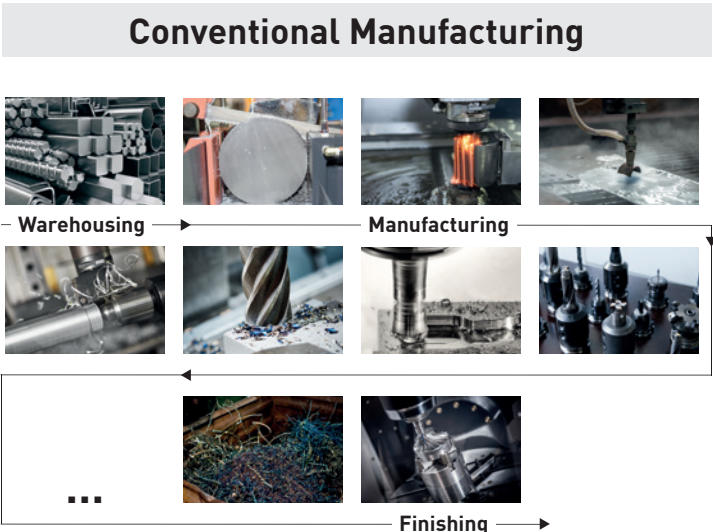 Conventional Manufacturing
Warehousing
Manufacturing
...
Finishing